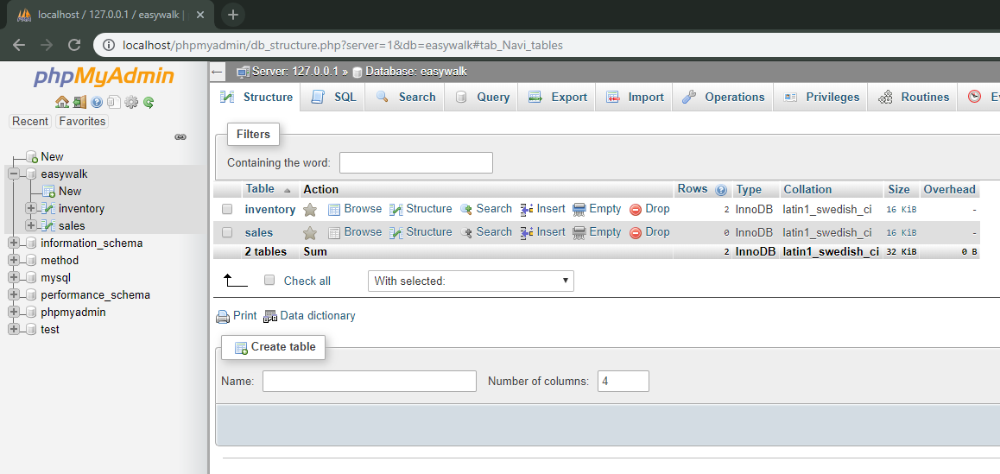 localhost / 127.0.0.1 / easywalk |
localhost/phpmyadmin/db_structure.php?server=1&db=easywalk#tab_Navi_tables
phpMyAdmin
Recent Favorites
New
easywalk
New
inventory
sales
information_schema
method
mysql
performance_schema
phpmyadmin
test
Server: 127.0.0.1 » Database: easywalk
Structure SQL Search Query Export Import Operations Privileges Routines
Filters
Containing the word:
Table Action Rows Type Collation Size Overhead
inventory Browse Structure Search Insert Empty Drop 2 InnoDB latin1_swedish_ci 16 KiB -
sales Browse Structure Search Insert Empty Drop 0 InnoDB latin1_swedish_ci 16 KiB -
2 tables Sum 2 InnoDB latin1_swedish_ci 32 KiB 0 B
Check all With selected:
Print Data dictionary
Create table
Name: Number of columns: 4